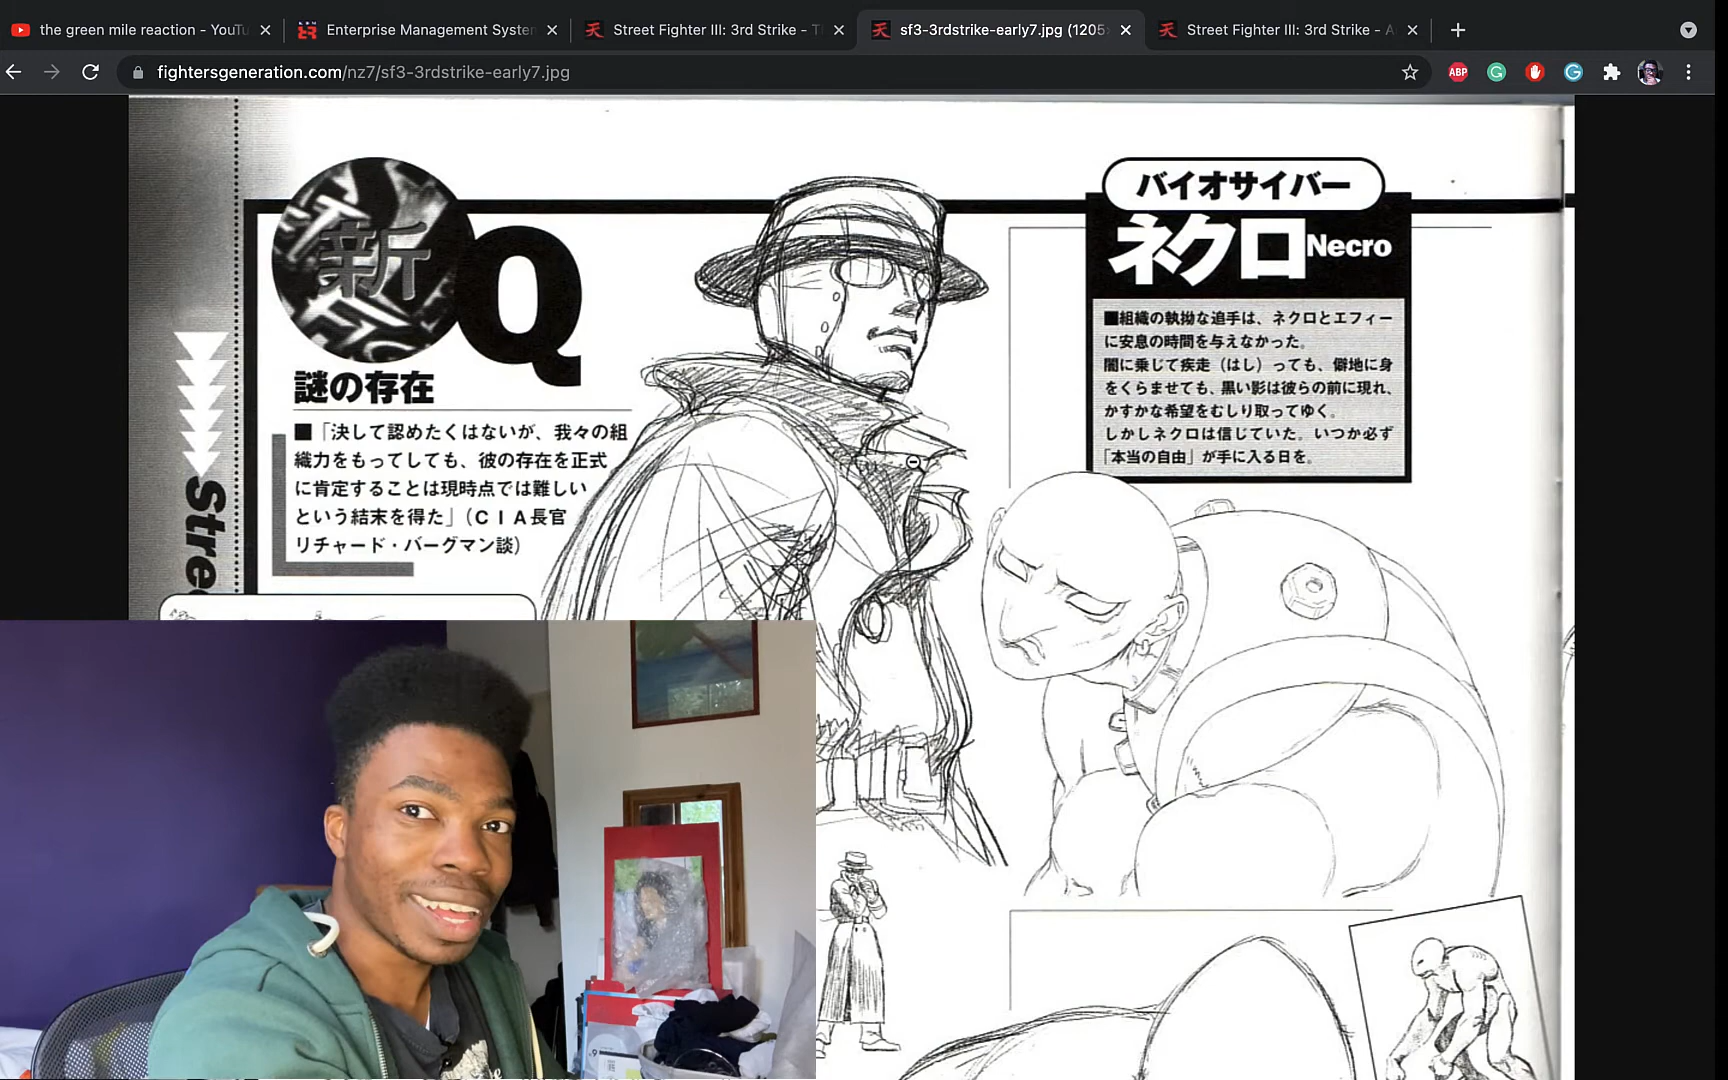 the green mile reaction - YouTu
Enterprise Management System
Street Fighter III: 3rd Strike - T
sf3-3rdstrike-early7.jpg (1205
Street Fighter III: 3rd Strike - A
fightersgeneration.com/nz7/sf3-3rdstrike-early7.jpg
ABP
新
Q
謎の存在
■「決して認めたくはないが、我々の組
織力をもってしても、彼の存在を正式
に肯定することは現時点では難しい
という結末を得た」(CIA長官
リチャード・バーグマン談)
Stre
バイオサイバー
ネクロ Necro
■組織の執拗な追手は、ネクロとエフィー
に安息の時間を与えなかった。
闇に乗じて疾走(はし)っても、僻地に身
をくらませても、黒い影は彼らの前に現れ、
かすかな希望をむしり取ってゆく。
しかしネクロは信じていた。いつか必ず
「本当の自由」が手に入る日を。